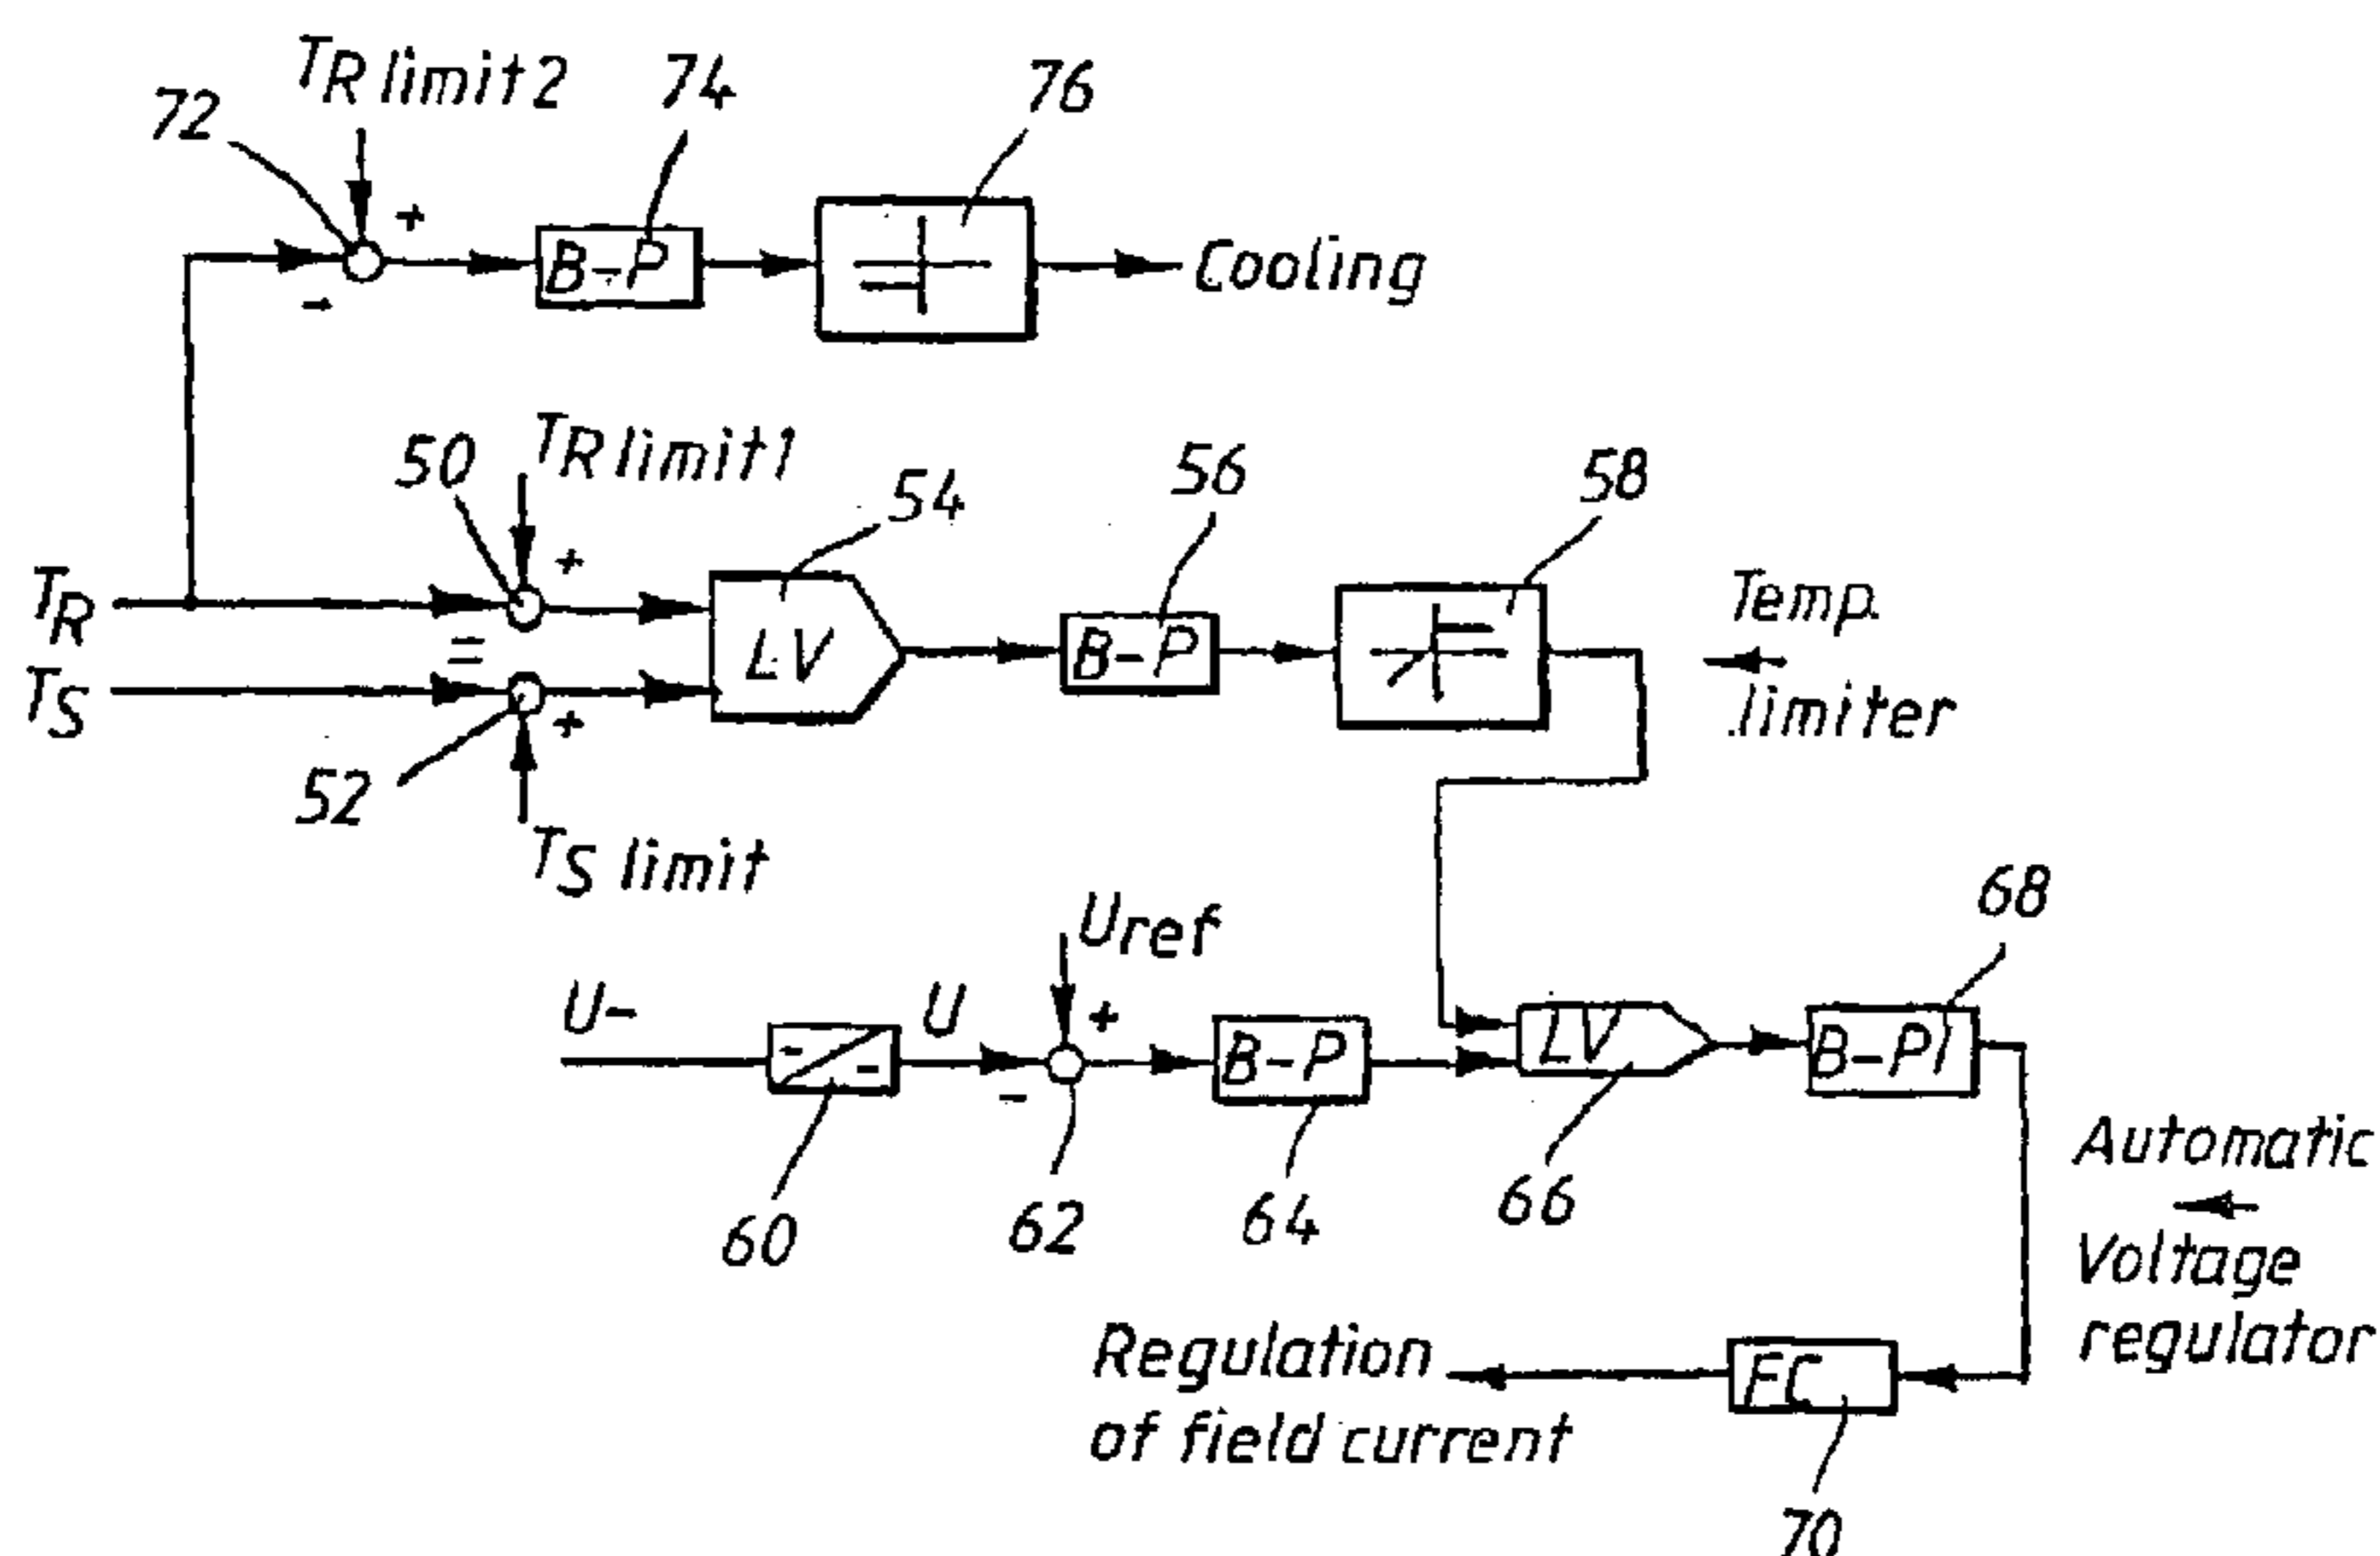 TR limit 2
72
74
76
+
-
B-P
Cooling
50
TR limit 1
54
56
58
TR
+
=
LV
B-P
Temp.
limiter
TS
+
52
TS limit
68
Uref
U-
U
+
-
B-P
LV
B-PI
60
62
64
66
Automatic
Voltage
regulator
Regulation
of field current
FC
70